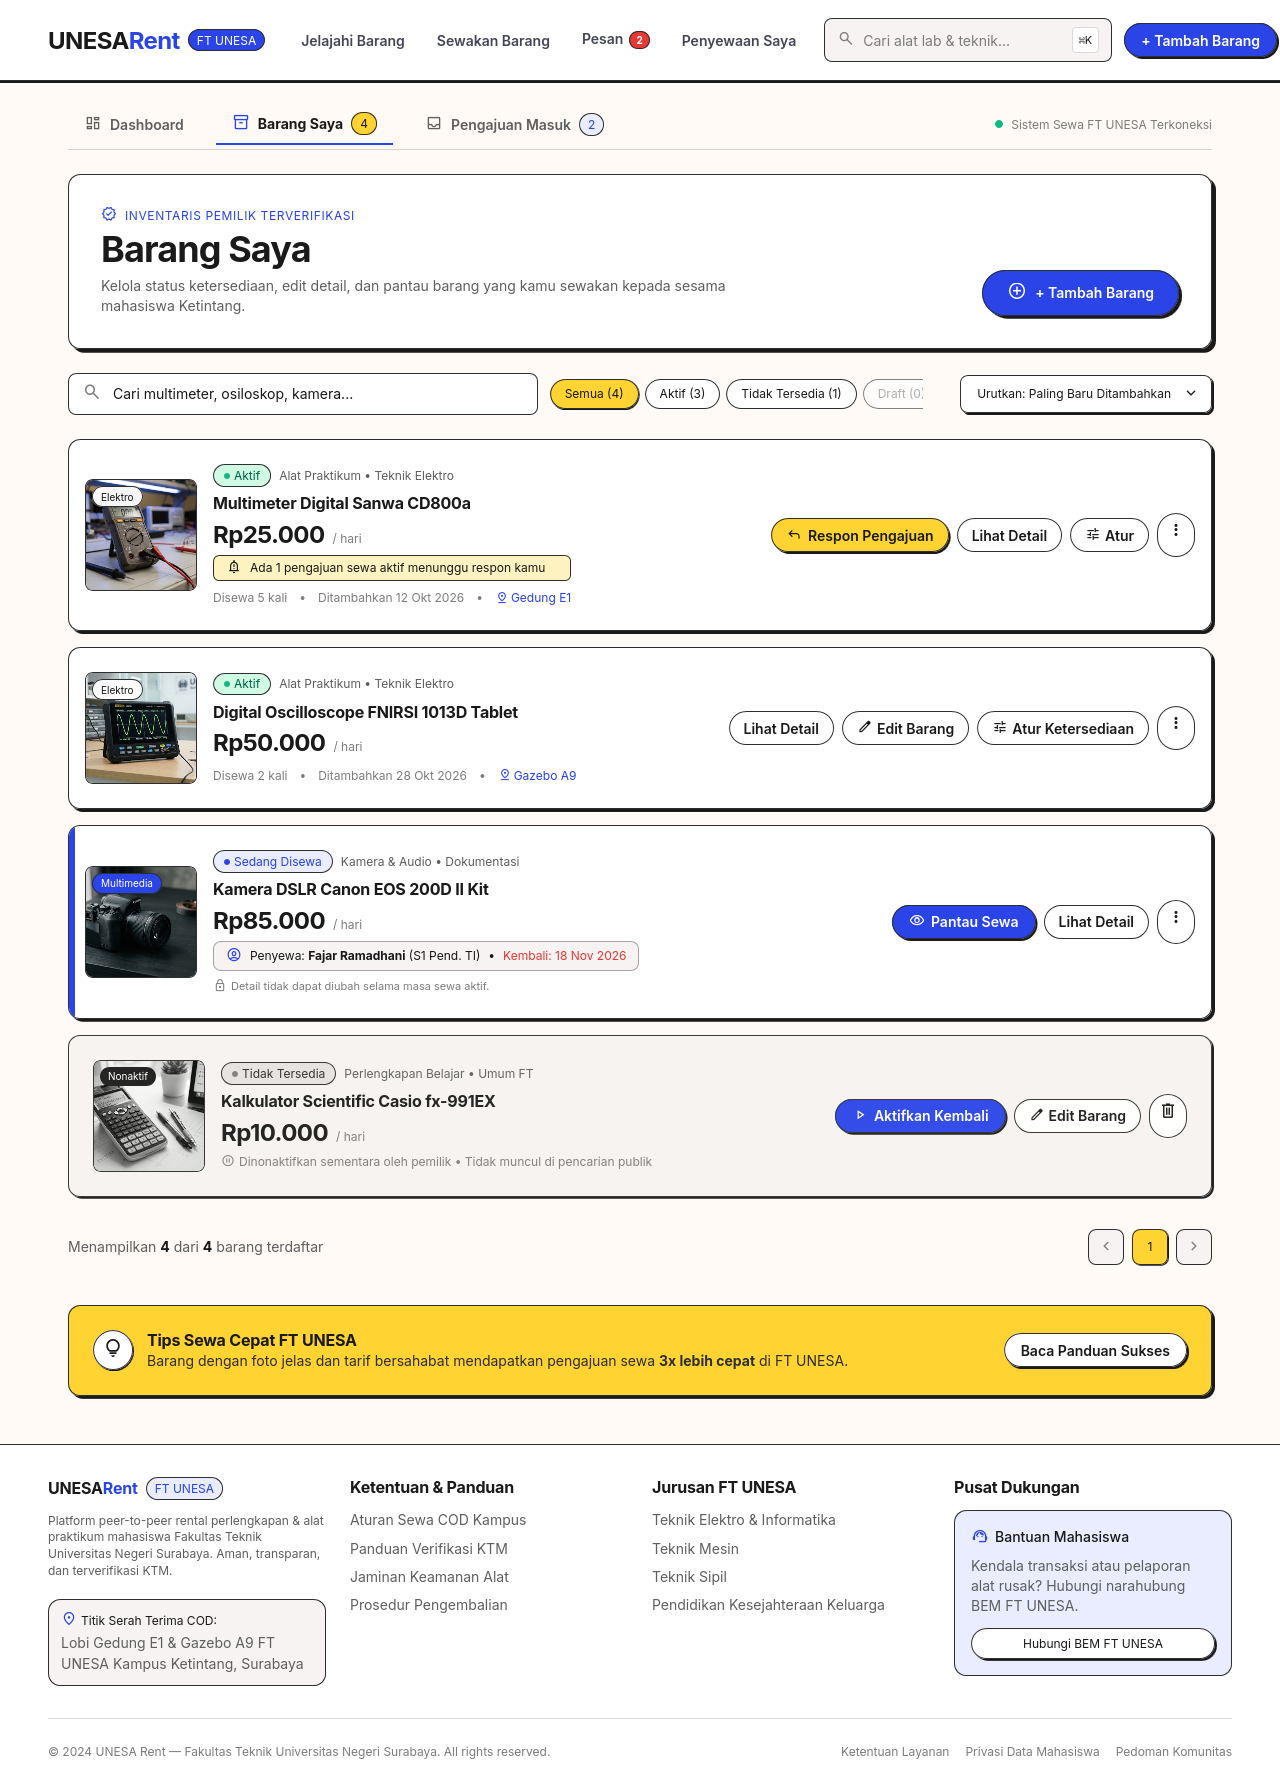 UNESARent FT UNESA Jelajahi Barang Sewakan Barang Pesan 2 Penyewaan Saya Cari alat lab & teknik... ⌘K + Tambah Barang
Dashboard Barang Saya 4 Pengajuan Masuk 2 Sistem Sewa FT UNESA Terkoneksi
INVENTARIS PEMILIK TERVERIFIKASI
Barang Saya
Kelola status ketersediaan, edit detail, dan pantau barang yang kamu sewakan kepada sesama
mahasiswa Ketintang.
+ Tambah Barang
Cari multimeter, osiloskop, kamera... Semua (4) Aktif (3) Tidak Tersedia (1) Draft (0) Urutkan: Paling Baru Ditambahkan
Elektro
Aktif Alat Praktikum • Teknik Elektro
Multimeter Digital Sanwa CD800a
Rp25.000 / hari
Ada 1 pengajuan sewa aktif menunggu respon kamu
Disewa 5 kali • Ditambahkan 12 Okt 2026 • Gedung E1
Respon Pengajuan Lihat Detail Atur
Elektro
Aktif Alat Praktikum • Teknik Elektro
Digital Oscilloscope FNIRSI 1013D Tablet
Rp50.000 / hari
Disewa 2 kali • Ditambahkan 28 Okt 2026 • Gazebo A9
Lihat Detail Edit Barang Atur Ketersediaan
Multimedia
Sedang Disewa Kamera & Audio • Dokumentasi
Kamera DSLR Canon EOS 200D II Kit
Rp85.000 / hari
Penyewa: Fajar Ramadhani (S1 Pend. TI) • Kembali: 18 Nov 2026
Detail tidak dapat diubah selama masa sewa aktif.
Pantau Sewa Lihat Detail
Nonaktif
Tidak Tersedia Perlengkapan Belajar • Umum FT
Kalkulator Scientific Casio fx-991EX
Rp10.000 / hari
Dinonaktifkan sementara oleh pemilik • Tidak muncul di pencarian publik
Aktifkan Kembali Edit Barang
Menampilkan 4 dari 4 barang terdaftar 1
Tips Sewa Cepat FT UNESA
Barang dengan foto jelas dan tarif bersahabat mendapatkan pengajuan sewa 3x lebih cepat di FT UNESA.
Baca Panduan Sukses
UNESARent FT UNESA
Platform peer-to-peer rental perlengkapan & alat
praktikum mahasiswa Fakultas Teknik
Universitas Negeri Surabaya. Aman, transparan,
dan terverifikasi KTM.
Titik Serah Terima COD:
Lobi Gedung E1 & Gazebo A9 FT
UNESA Kampus Ketintang, Surabaya
Ketentuan & Panduan
Aturan Sewa COD Kampus
Panduan Verifikasi KTM
Jaminan Keamanan Alat
Prosedur Pengembalian
Jurusan FT UNESA
Teknik Elektro & Informatika
Teknik Mesin
Teknik Sipil
Pendidikan Kesejahteraan Keluarga
Pusat Dukungan
Bantuan Mahasiswa
Kendala transaksi atau pelaporan
alat rusak? Hubungi narahubung
BEM FT UNESA.
Hubungi BEM FT UNESA
© 2024 UNESA Rent — Fakultas Teknik Universitas Negeri Surabaya. All rights reserved. Ketentuan Layanan Privasi Data Mahasiswa Pedoman Komunitas